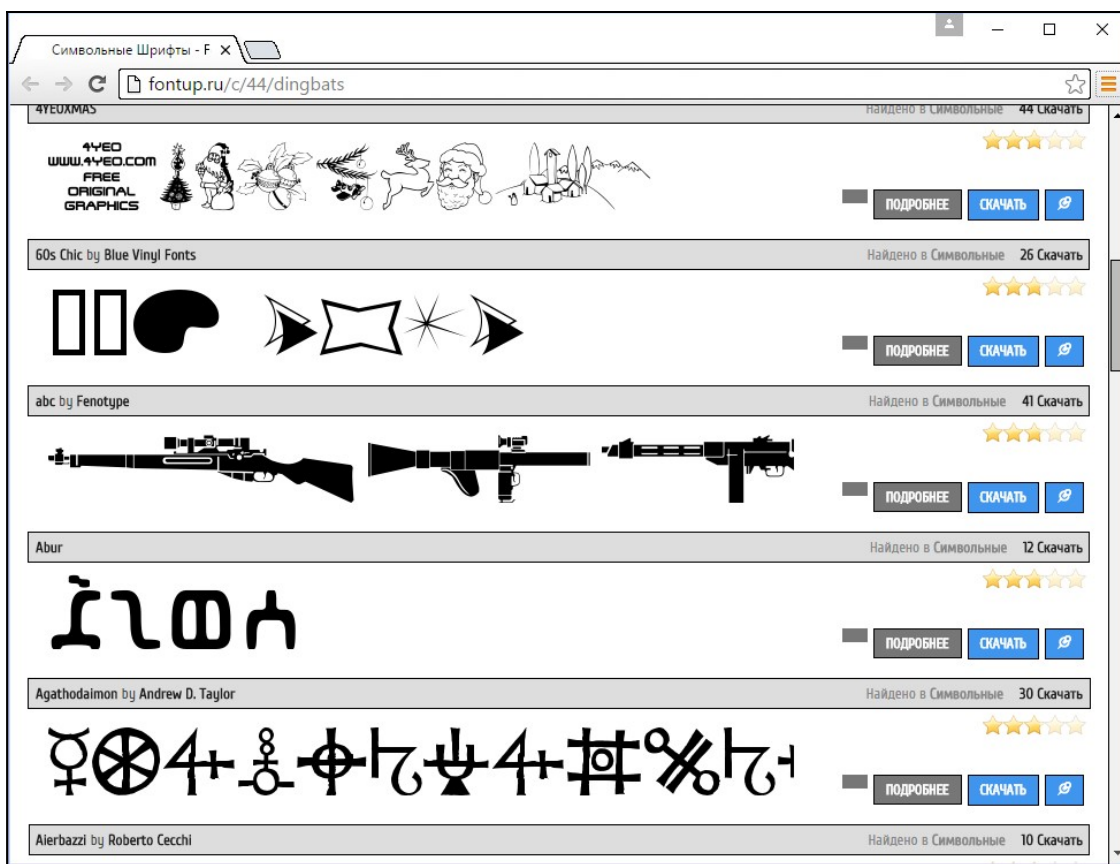 Символьные Шрифты - F
fontup.ru/c/44/dingbats
4YEOXMAS Найдено в Символьные 44 Скачать
4YEO
WWW.4YEO.COM
FREE
ORIGINAL
GRAPHICS
ПОДРОБНЕЕ СКАЧАТЬ
60s Chic by Blue Vinyl Fonts Найдено в Символьные 26 Скачать
ПОДРОБНЕЕ СКАЧАТЬ
abc by Fenotype Найдено в Символьные 41 Скачать
ПОДРОБНЕЕ СКАЧАТЬ
Abur Найдено в Символьные 12 Скачать
ПОДРОБНЕЕ СКАЧАТЬ
Agathodaimon by Andrew D. Taylor Найдено в Символьные 30 Скачать
ПОДРОБНЕЕ СКАЧАТЬ
Aierbazzi by Roberto Cecchi Найдено в Символьные 10 Скачать